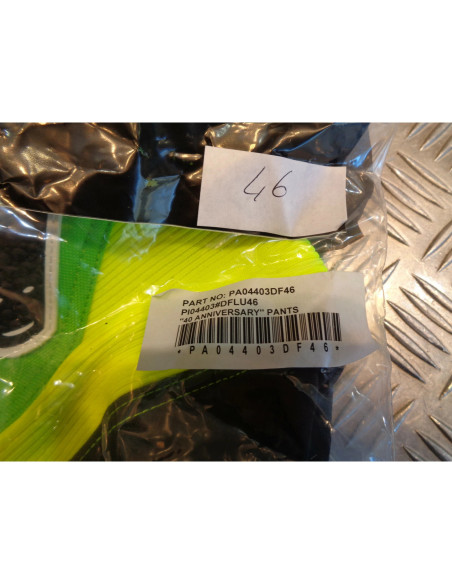 46
PART NO: PA04403DF46
PI04403#DFLU46
"40 ANNIVERSARY" PANTS
*PA04403DF46*